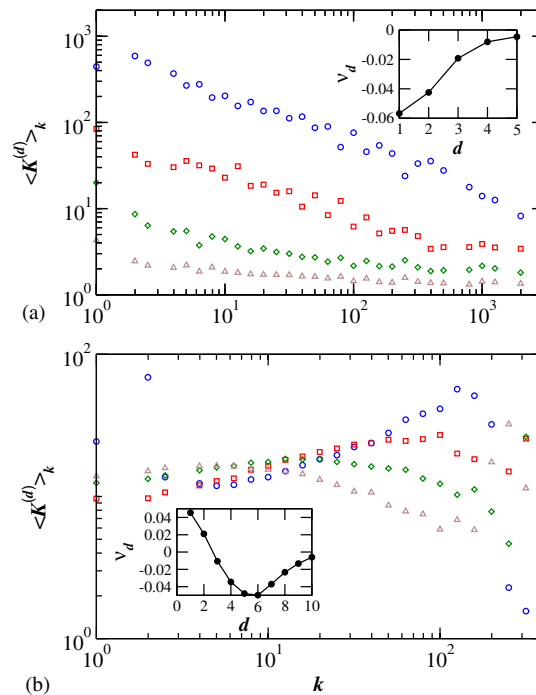 10³
10²
10¹
10⁰
<K⁽ᵈ⁾>ₖ
0
-0.02
-0.04
-0.06
ν_d
1 2 3 4 5
d
10⁰ 10¹ 10² 10³
(a)
10²
10¹
10⁰
<K⁽ᵈ⁾>ₖ
0.04
0.02
0
-0.02
-0.04
ν_d
0 2 4 6 8 10
d
10⁰ 10¹ 10²
(b)
k